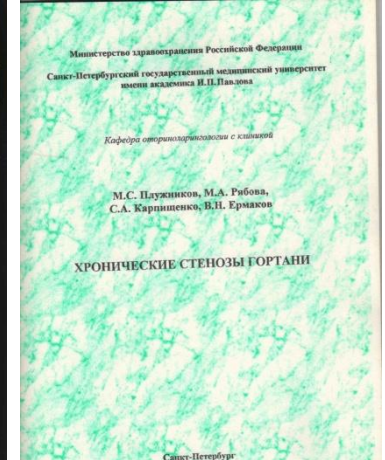 Министерство здравоохранения Российской Федерации
Санкт-Петербургский государственный медицинский университет
имени академика И.П.Павлова
Кафедра оториноларингологии с клиникой
М.С. Плужников, М.А. Рябова,
С.А. Карпищенко, В.Н. Ермаков
ХРОНИЧЕСКИЕ СТЕНОЗЫ ГОРТАНИ
Санкт-Петербург